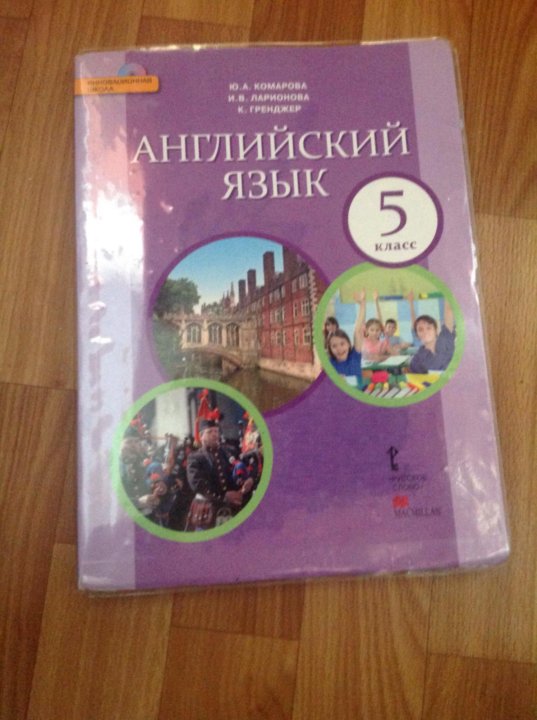 ИННОВАЦИОННАЯ
ШКОЛА
Ю.А. КОМАРОВА
И.В. ЛАРИОНОВА
К. ГРЕНДЖЕР
АНГЛИЙСКИЙ
ЯЗЫК
5
класс
РУССКОЕ
СЛОВО
MACMILLAN